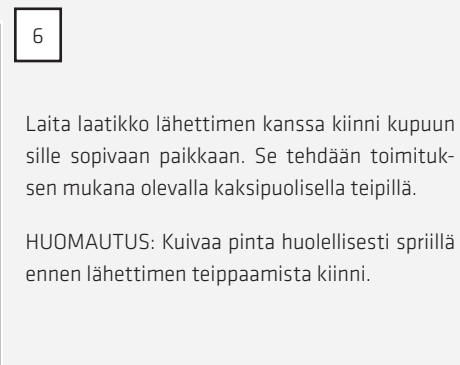 6
Laita laatikko lähettimen kanssa kiinni kupuun
sille sopivaan paikkaan. Se tehdään toimituk-
sen mukana olevalla kaksipuolisella teipillä.
HUOMAUTUS: Kuivaa pinta huolellisesti spriillä
ennen lähettimen teippaamista kiinni.